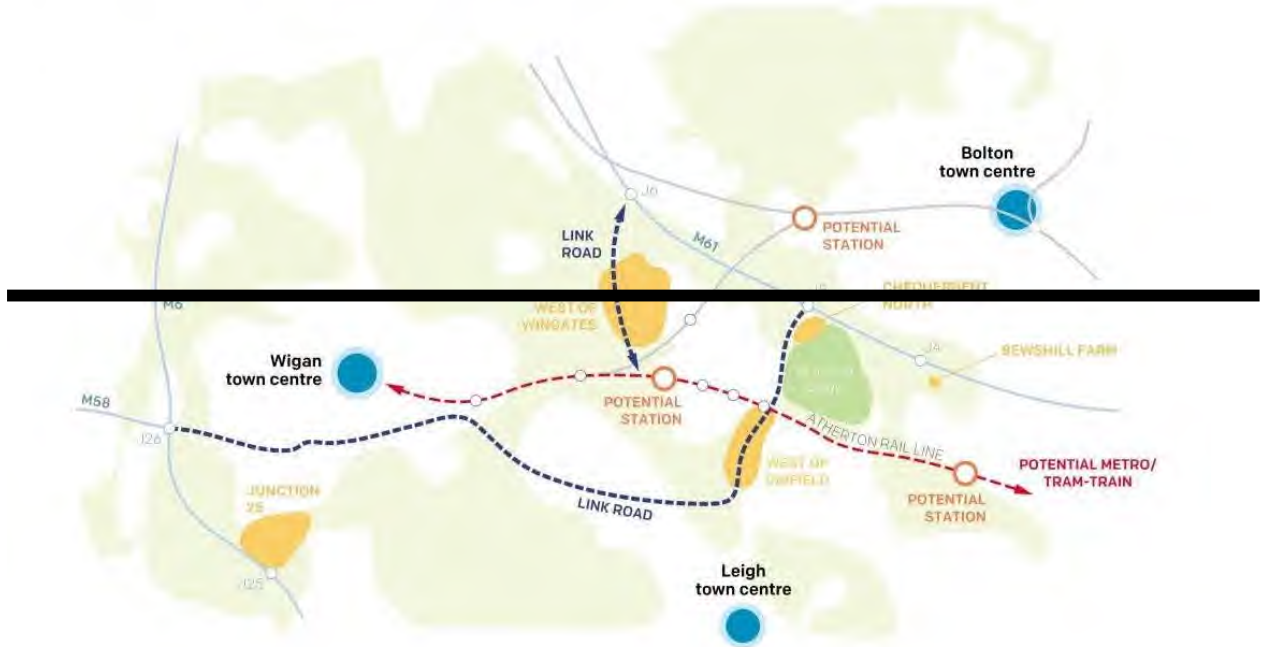 Bolton
town centre
J6
LINK
ROAD
M61
POTENTIAL
STATION
CHEQUERBENT
NORTH
WEST OF
WINGATES
M6
J4
BEWSHILL FARM
Wigan
town centre
M58
POTENTIAL
STATION
J26
ATHERTON RAIL LINE
WEST OF
GIBFIELD
POTENTIAL METRO/
TRAM-TRAIN
JUNCTION
25
LINK ROAD
POTENTIAL
STATION
J25
Leigh
town centre